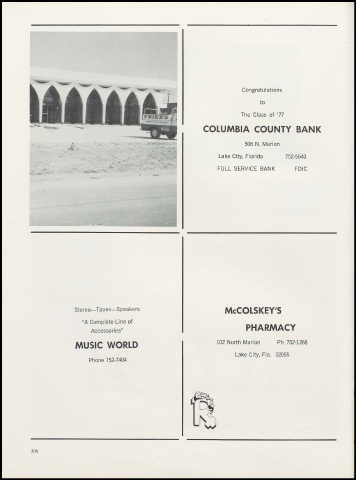 Congratulations
to
The Class of '77
COLUMBIA COUNTY BANK
506 N. Marion
Lake City, Florida 752-5640
FULL SERVICE BANK FDIC
Stereo—Tapes—Speakers
"A Complete Line of
Accessories"
MUSIC WORLD
Phone 752-7404
McCOLSKEY'S
PHARMACY
102 North Marion Ph 752-1268
Lake City, Fla. 32055